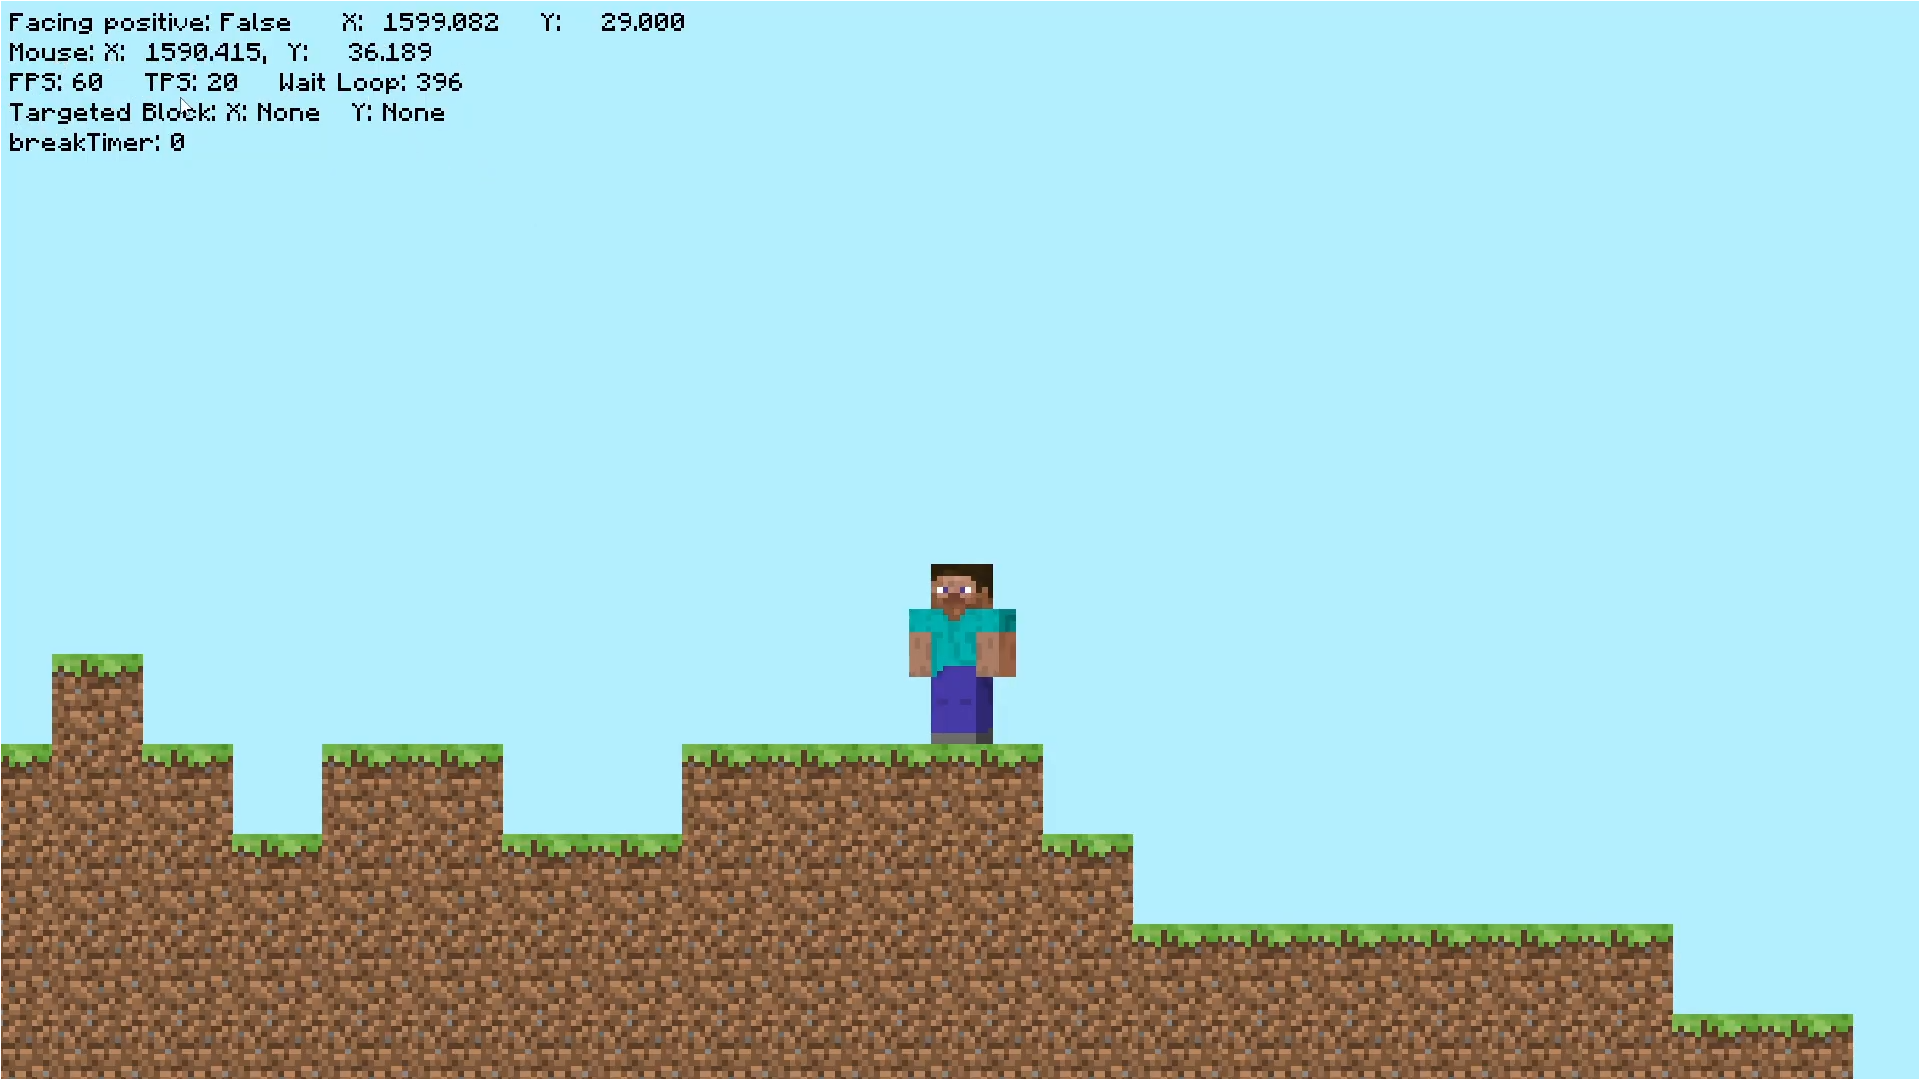 Facing positive: False X: 1599.082 Y: 29.000
Mouse: X: 1590.415, Y: 36.189
FPS: 60 TPS: 20 Wait Loop: 396
Targeted Block: X: None Y: None
breakTimer: 0